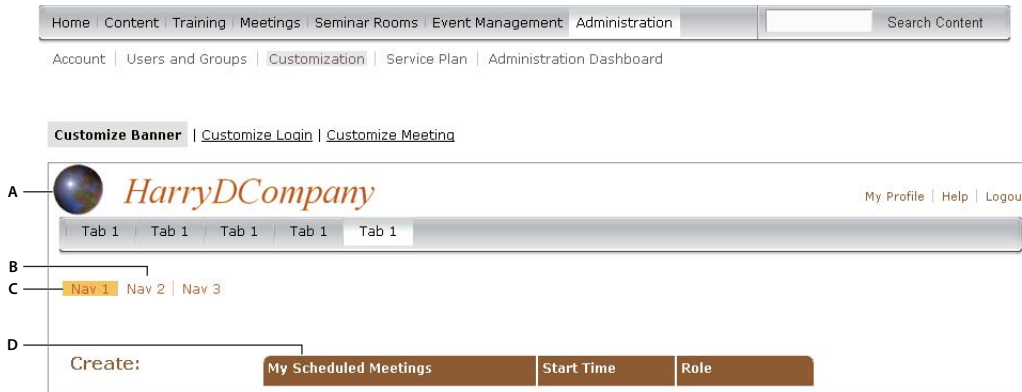 Home Content Training Meetings Seminar Rooms Event Management Administration Search Content
Account Users and Groups Customization Service Plan Administration Dashboard
Customize Banner | Customize Login | Customize Meeting
A HarryDCompany
My Profile Help Logou
Tab 1 Tab 1 Tab 1 Tab 1 Tab 1
B
C Nav 1 Nav 2 Nav 3
D
Create: My Scheduled Meetings Start Time Role